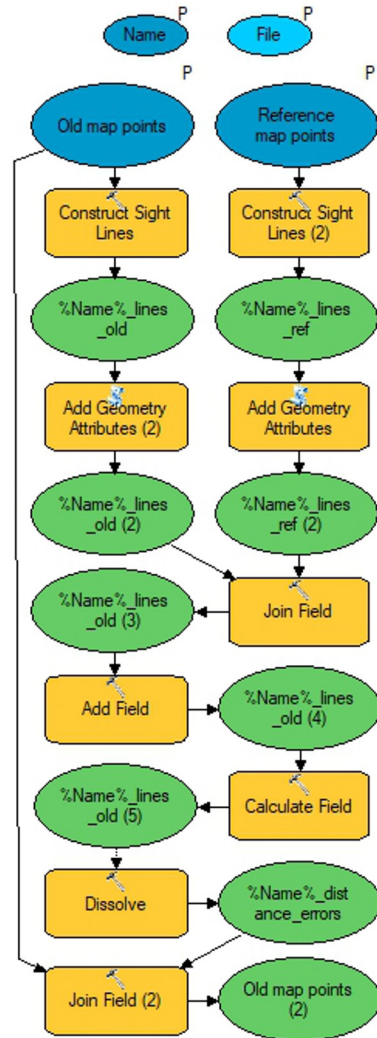 P
P
Name
File
P
P
Old map points
Reference
map points
Construct Sight
Lines
Construct Sight
Lines (2)
%Name%_lines
_old
%Name%_lines
_ref
Add Geometry
Attributes (2)
Add Geometry
Attributes
%Name%_lines
_old (2)
%Name%_lines
_ref (2)
Join Field
%Name%_lines
_old (3)
Add Field
%Name%_lines
_old (4)
Calculate Field
%Name%_lines
_old (5)
Dissolve
%Name%_dist
ance_errors
Join Field (2)
Old map points
(2)